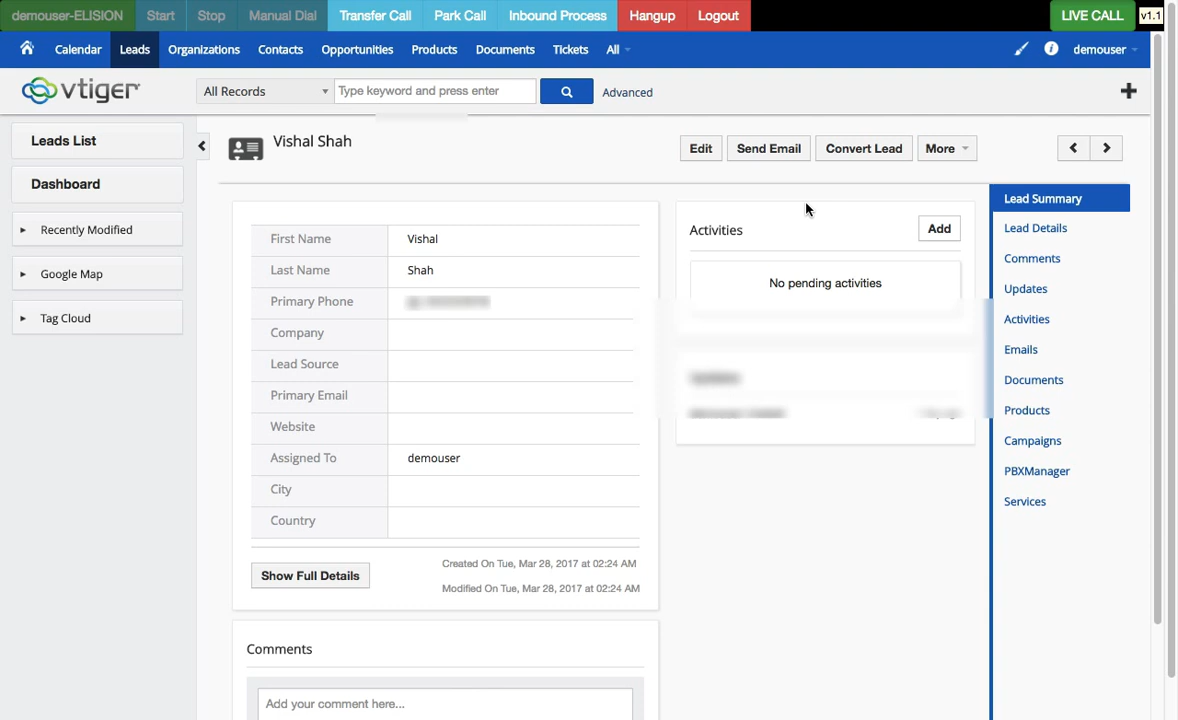 demouser-ELISION Start Stop Manual Dial Transfer Call Park Call Inbound Process Hangup Logout LIVE CALL v1.1
Calendar Leads Organizations Contacts Opportunities Products Documents Tickets All demouser
vtiger All Records Type keyword and press enter Advanced
Leads List
Dashboard
Recently Modified
Google Map
Tag Cloud
Vishal Shah Edit Send Email Convert Lead More
First Name Vishal
Last Name Shah
Primary Phone
Company
Lead Source
Primary Email
Website
Assigned To demouser
City
Country
Show Full Details
Created On Tue, Mar 28, 2017 at 02:24 AM
Modified On Tue, Mar 28, 2017 at 02:24 AM
Comments
Add your comment here...
Activities Add
No pending activities
Lead Summary
Lead Details
Comments
Updates
Activities
Emails
Documents
Products
Campaigns
PBXManager
Services